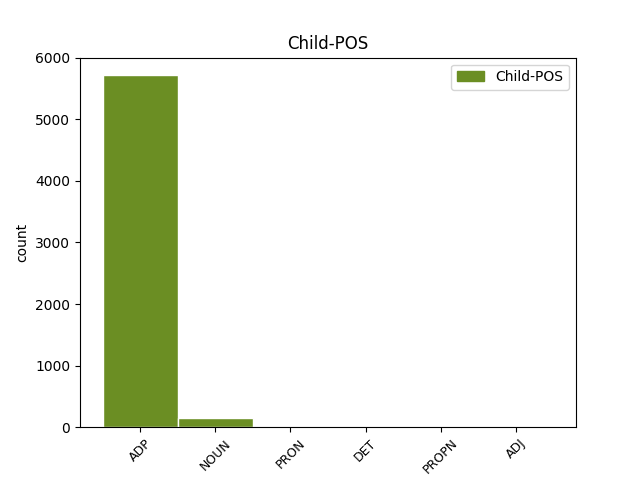 Child-POS
Child-POS
6000
5000
4000
3000
2000
1000
0
count
ADP
NOUN
PRON
DET
PROPN
ADJ